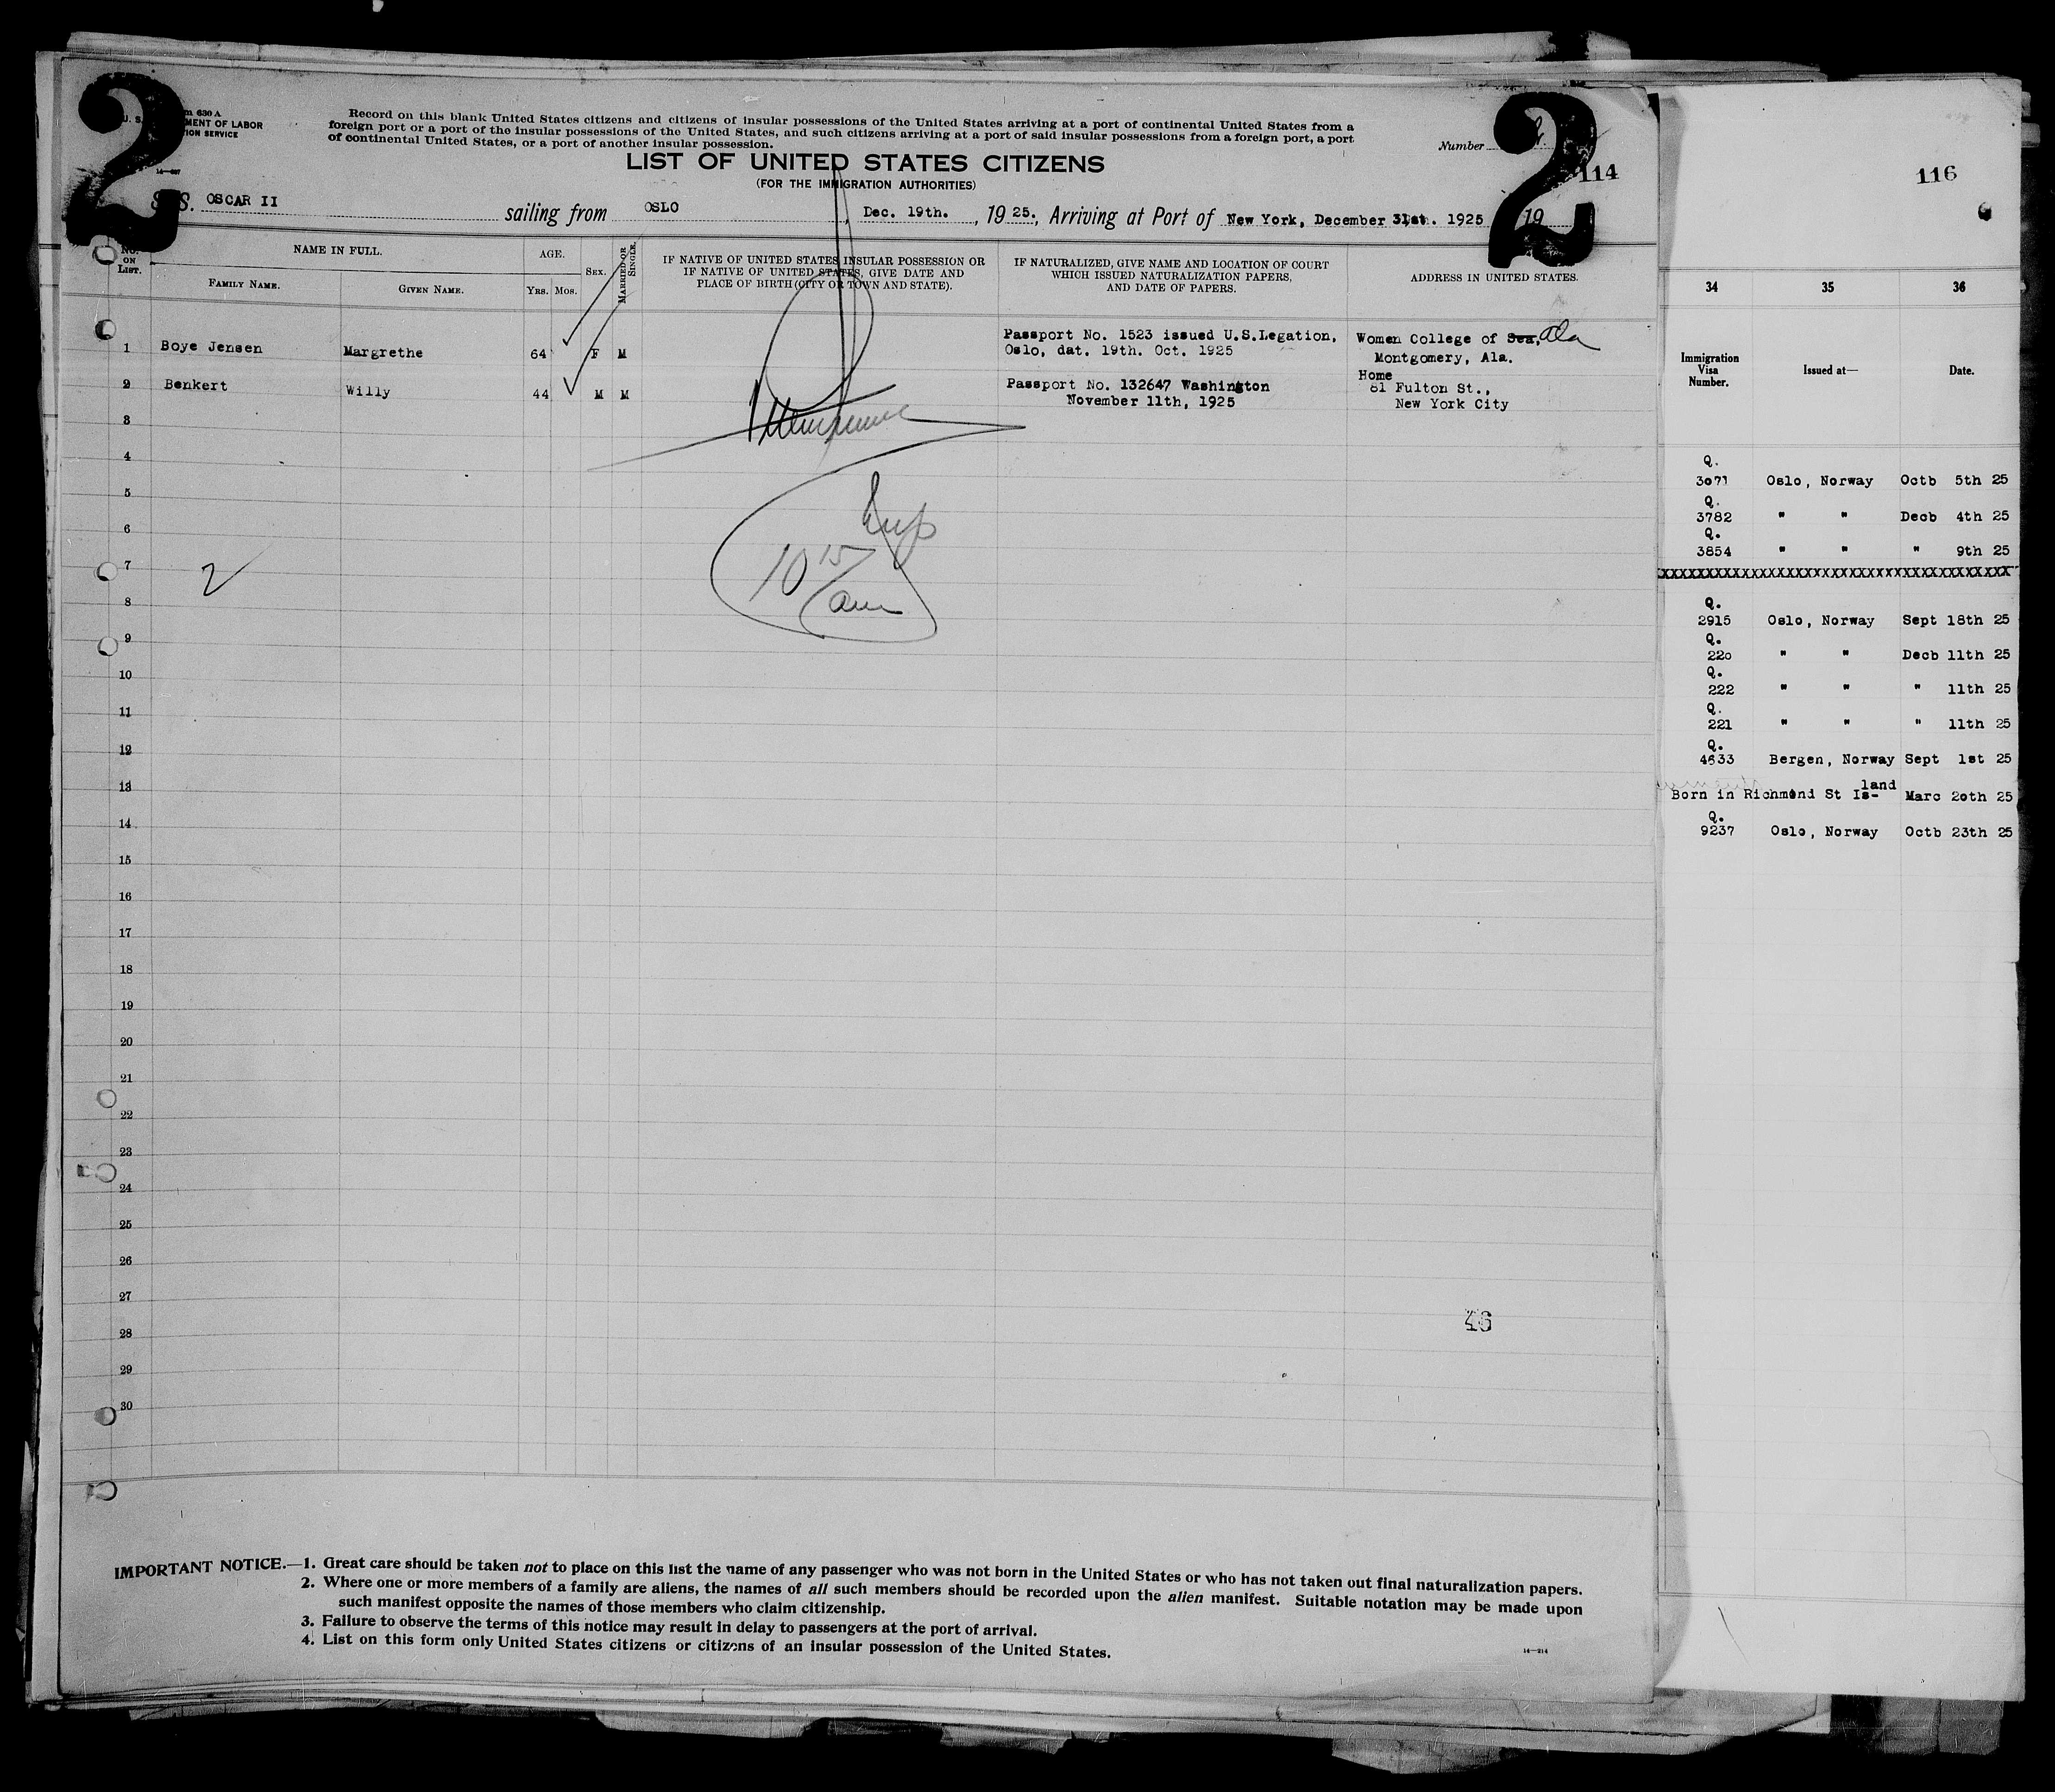 2
2
m 630 A
U. S.
MENT OF LABOR
ION SERVICE
14—687
Record on this blank United States citizens and citizens of insular possessions of the United States arriving at a port of continental United States from a
foreign port or a port of the insular possessions of the United States, and such citizens arriving at a port of said insular possessions from a foreign port, a port
of continental United States, or a port of another insular possession.
Number
114
LIST OF UNITED STATES CITIZENS
(FOR THE IMMIGRATION AUTHORITIES)
S. S. OSCAR II sailing from OSLO, Dec. 19th., 19 25., Arriving at Port of New York, December 31st. 1925 19
No. ON LIST.
NAME IN FULL.
FAMILY NAME.
GIVEN NAME.
AGE.
Yrs. Mos.
SEX.
MARRIED OR SINGLE.
IF NATIVE OF UNITED STATES INSULAR POSSESSION OR
IF NATIVE OF UNITED STATES, GIVE DATE AND
PLACE OF BIRTH (CITY OR TOWN AND STATE).
IF NATURALIZED, GIVE NAME AND LOCATION OF COURT
WHICH ISSUED NATURALIZATION PAPERS,
AND DATE OF PAPERS.
ADDRESS IN UNITED STATES.
1 Boye Jensen Margrethe 64 F M
Passport No. 1523 issued U.S.Legation,
Oslo, dat. 19th. Oct. 1925
Women College of Sea, Ala
Montgomery, Ala.
2 Benkert Willy 44 M M
Passport No. 132647 Washington
November 11th, 1925
Home
81 Fulton St.,
New York City
3
4
5
6
7
8
9
10
11
12
13
14
15
16
17
18
19
20
21
22
23
24
25
26
27
28
29
30
2
10 15
am
46
IMPORTANT NOTICE.—1. Great care should be taken not to place on this list the name of any passenger who was not born in the United States or who has not taken out final naturalization papers.
2. Where one or more members of a family are aliens, the names of all such members should be recorded upon the alien manifest. Suitable notation may be made upon
such manifest opposite the names of those members who claim citizenship.
3. Failure to observe the terms of this notice may result in delay to passengers at the port of arrival.
4. List on this form only United States citizens or citizens of an insular possession of the United States.
14—214
116
34 35 36
Immigration
Visa
Number.
Issued at—
Date.
Q.
3071 Oslo, Norway Octb 5th 25
Q.
3782 " " Decb 4th 25
Q.
3854 " " " 9th 25
XXXXXXXXXXXXXXXXXXXXXXXXXXXXXXXXXXXXXX
Q.
2915 Oslo, Norway Sept 18th 25
Q.
220 " " Decb 11th 25
Q.
222 " " " 11th 25
Q.
221 " " " 11th 25
Q.
4633 Bergen, Norway Sept 1st 25
land
Born in Richmond St Is- Marc 20th 25
Q.
9237 Oslo, Norway Octb 23th 25